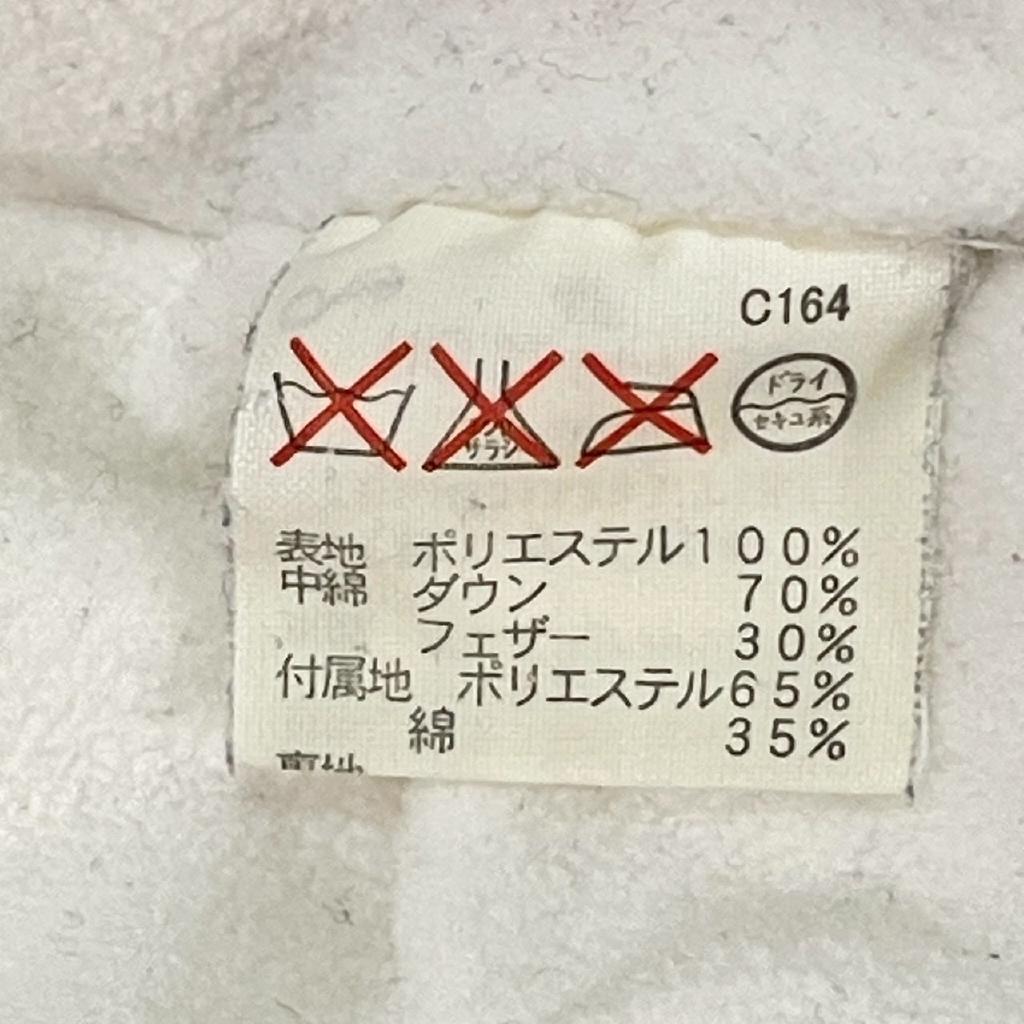 C164
サラシ
ドライ
セキユ系
表地 ポリエステル100%
中綿 ダウン 70%
フェザー 30%
付属地 ポリエステル65%
綿 35%